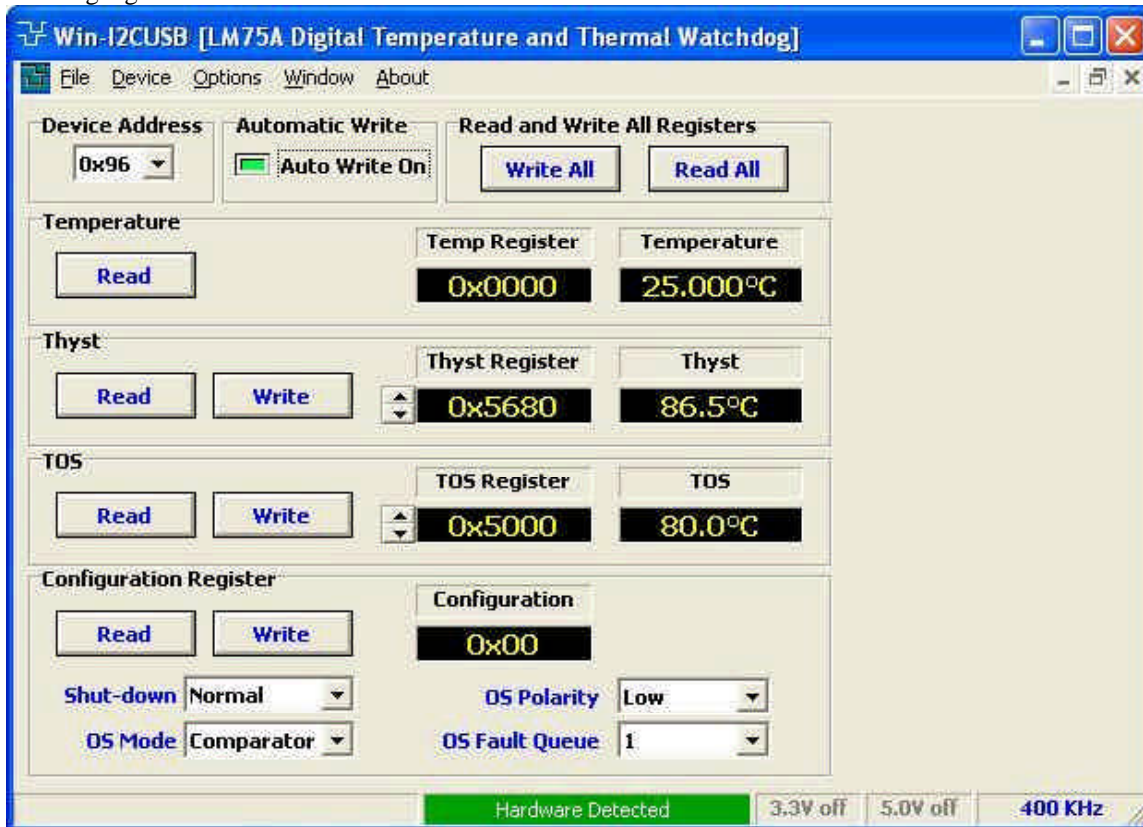 Win-I2CUSB [LM75A Digital Temperature and Thermal Watchdog]
File Device Options Window About
Device Address Automatic Write Read and Write All Registers
0x96 Auto Write On Write All Read All
Temperature
Temp Register Temperature
Read 0x0000 25.000°C
Thyst
Thyst Register Thyst
Read Write 0x5680 86.5°C
TOS
TOS Register TOS
Read Write 0x5000 80.0°C
Configuration Register
Configuration
Read Write 0x00
Shut-down Normal OS Polarity Low
OS Mode Comparator OS Fault Queue 1
Hardware Detected 3.3V off 5.0V off 400 KHz